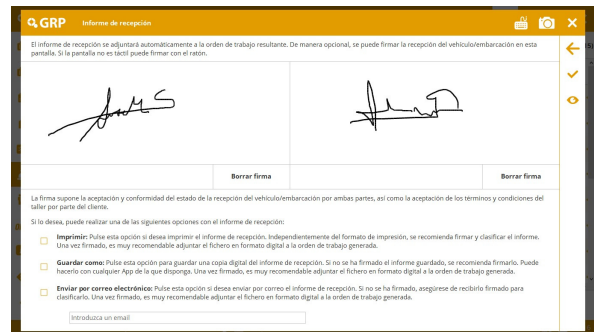 GRP Informe de recepción
El informe de recepción se adjuntará automáticamente a la orden de trabajo resultante. De manera opcional, se puede firmar la recepción del vehículo/embarcación en esta
pantalla. Si la pantalla no es táctil puede firmar con el ratón.
Borrar firma Borrar firma
La firma supone la aceptación y conformidad del estado de la recepción del vehículo/embarcación por ambas partes, así como la aceptación de los términos y condiciones del
taller por parte del cliente.
Si lo desea, puede realizar una de las siguientes opciones con el informe de recepción:
Imprimir: Pulse esta opción si desea imprimir el informe de recepción. Independientemente del formato de impresión, se recomienda firmar y clasificar el informe.
Una vez firmado, es muy recomendable adjuntar el fichero en formato digital a la orden de trabajo generada.
Guardar como: Pulse esta opción para guardar una copia digital del informe de recepción. Si no se ha firmado el informe guardado, se recomienda firmarlo. Puede
hacerlo con cualquier App de la que disponga. Una vez firmado, es muy recomendable adjuntar el fichero en formato digital a la orden de trabajo generada.
Enviar por correo electrónico: Pulse esta opción si desea enviar por correo el informe de recepción. Si no se ha firmado, asegúrese de recibirlo firmado para
clasificarlo. Una vez firmado, es muy recomendable adjuntar el fichero en formato digital a la orden de trabajo generada.
Introduzca un email